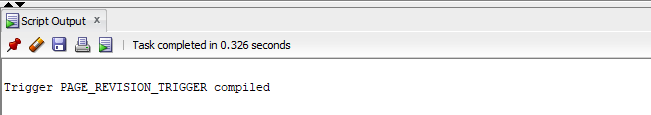 Script Output x
Task completed in 0.326 seconds
Trigger PAGE_REVISION_TRIGGER compiled